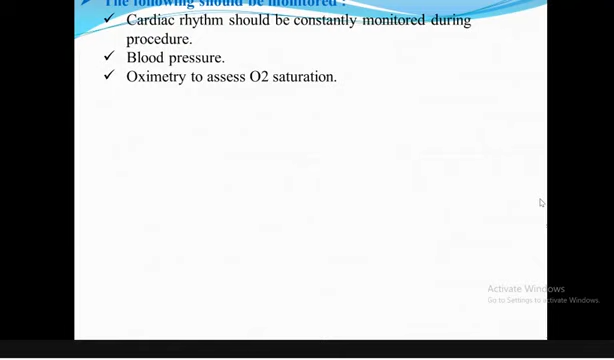 The following should be monitored :
✓ Cardiac rhythm should be constantly monitored during
procedure.
✓ Blood pressure.
✓ Oximetry to assess O2 saturation.
Activate Windows
Go to Settings to activate Windows.